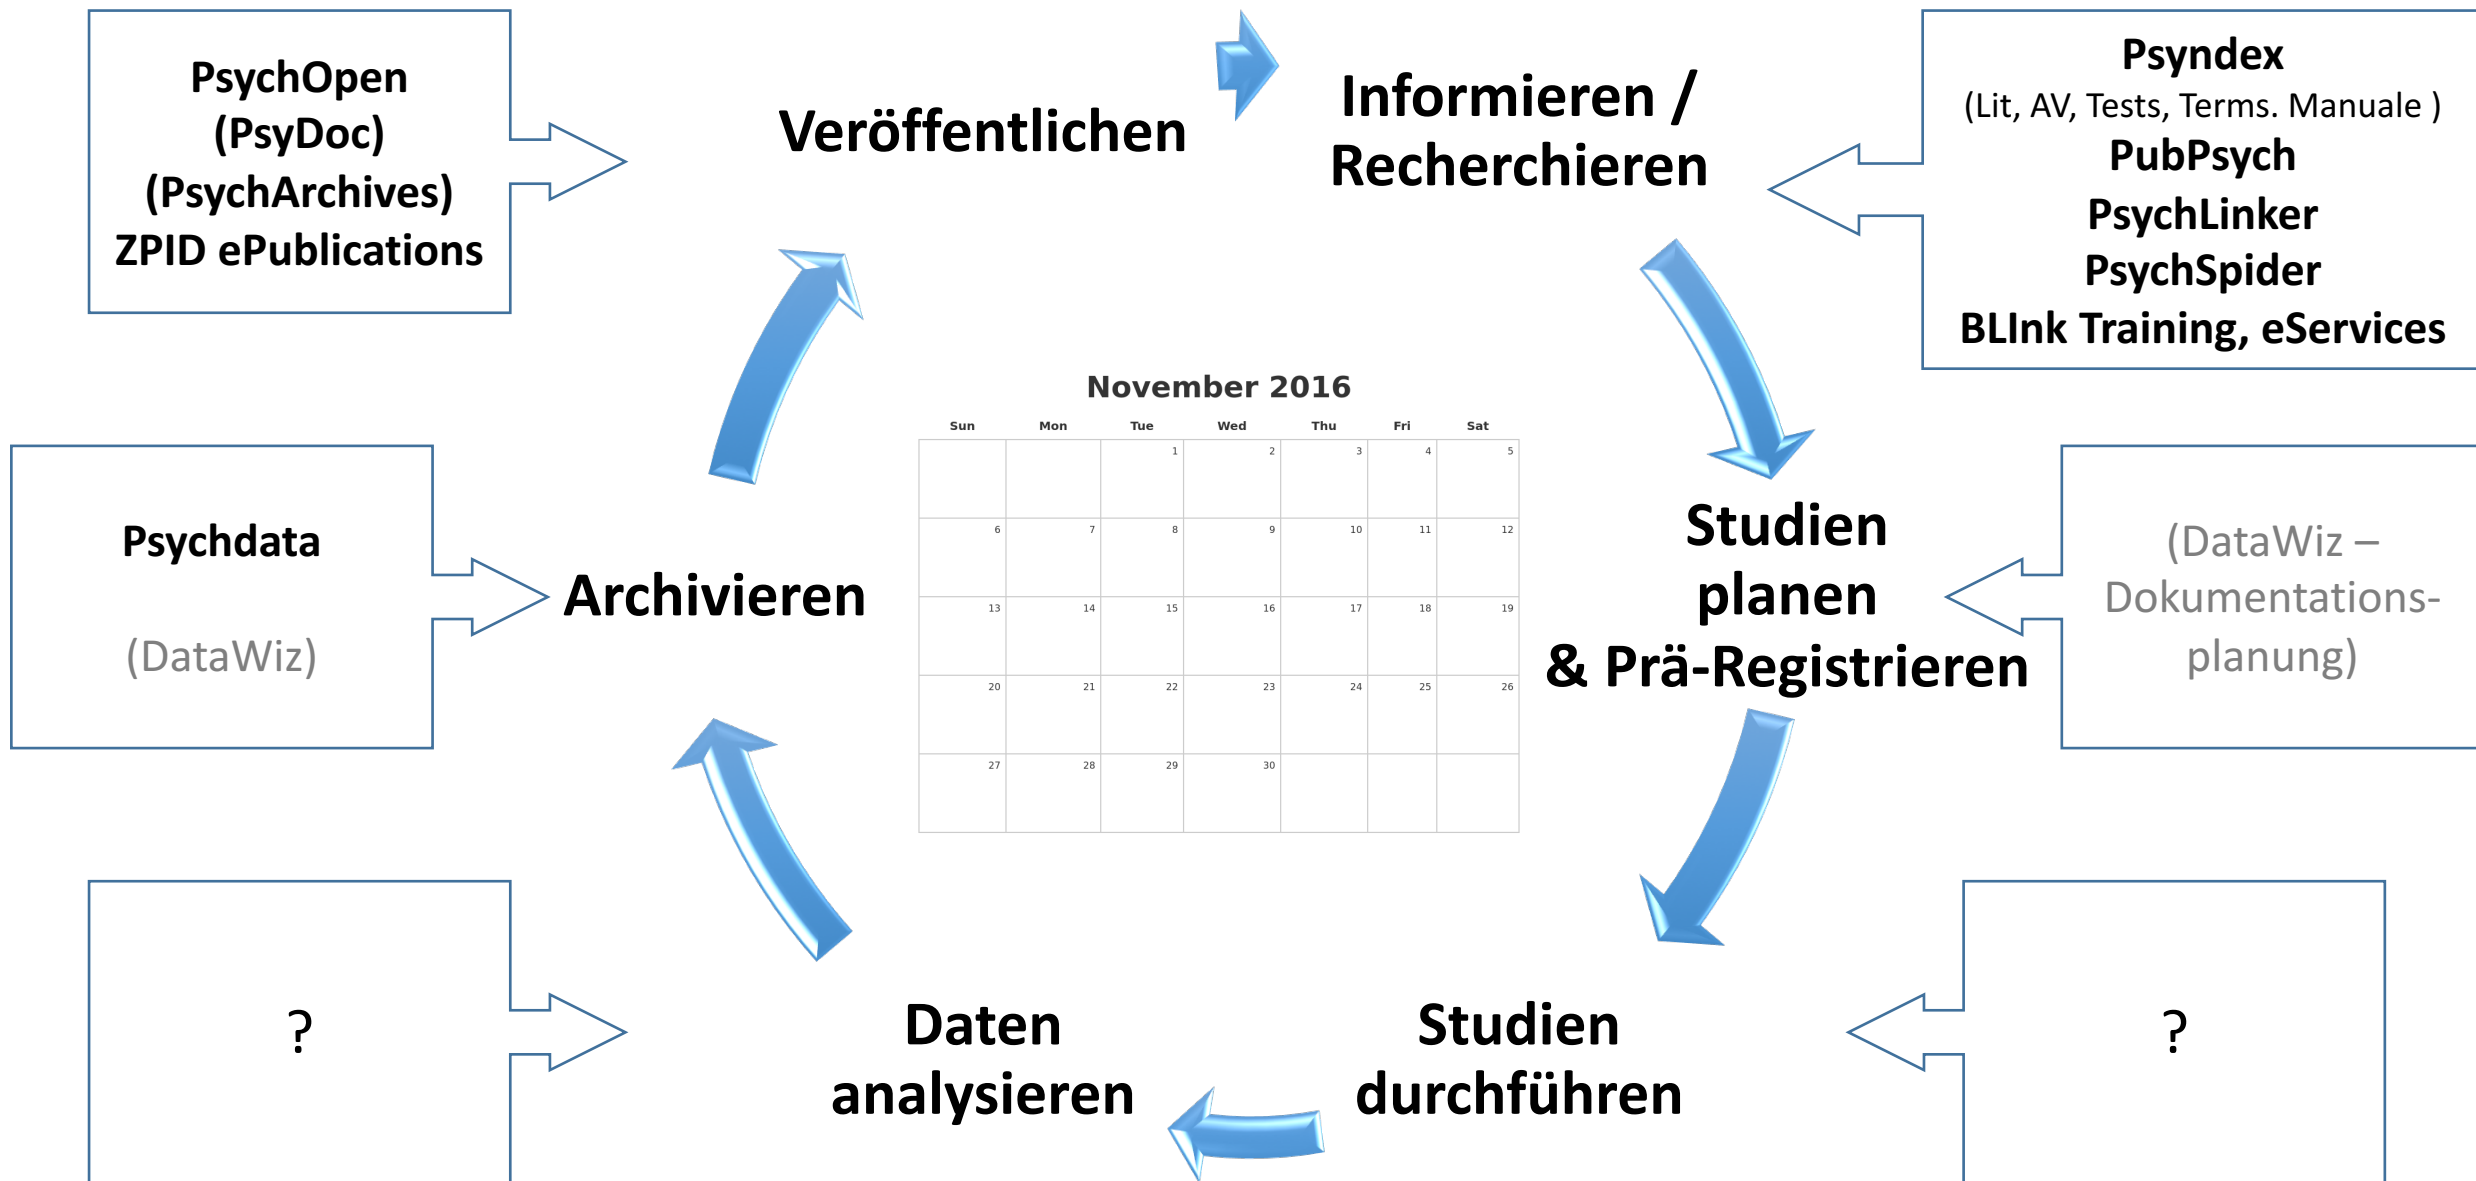 PsychOpen
(PsyDoc)
(PsychArchives)
ZPID ePublications
Veröffentlichen
Informieren /
Recherchieren
Psyndex
(Lit, AV, Tests, Terms. Manuale )
PubPsych
PsychLinker
PsychSpider
BLInk Training, eServices
Psychdata
(DataWiz)
Archivieren
November 2016
Sun Mon Tue Wed Thu Fri Sat
1 2 3 4 5
6 7 8 9 10 11 12
13 14 15 16 17 18 19
20 21 22 23 24 25 26
27 28 29 30
Studien
planen
& Prä-Registrieren
(DataWiz –
Dokumentations-
planung)
?
Daten
analysieren
Studien
durchführen
?